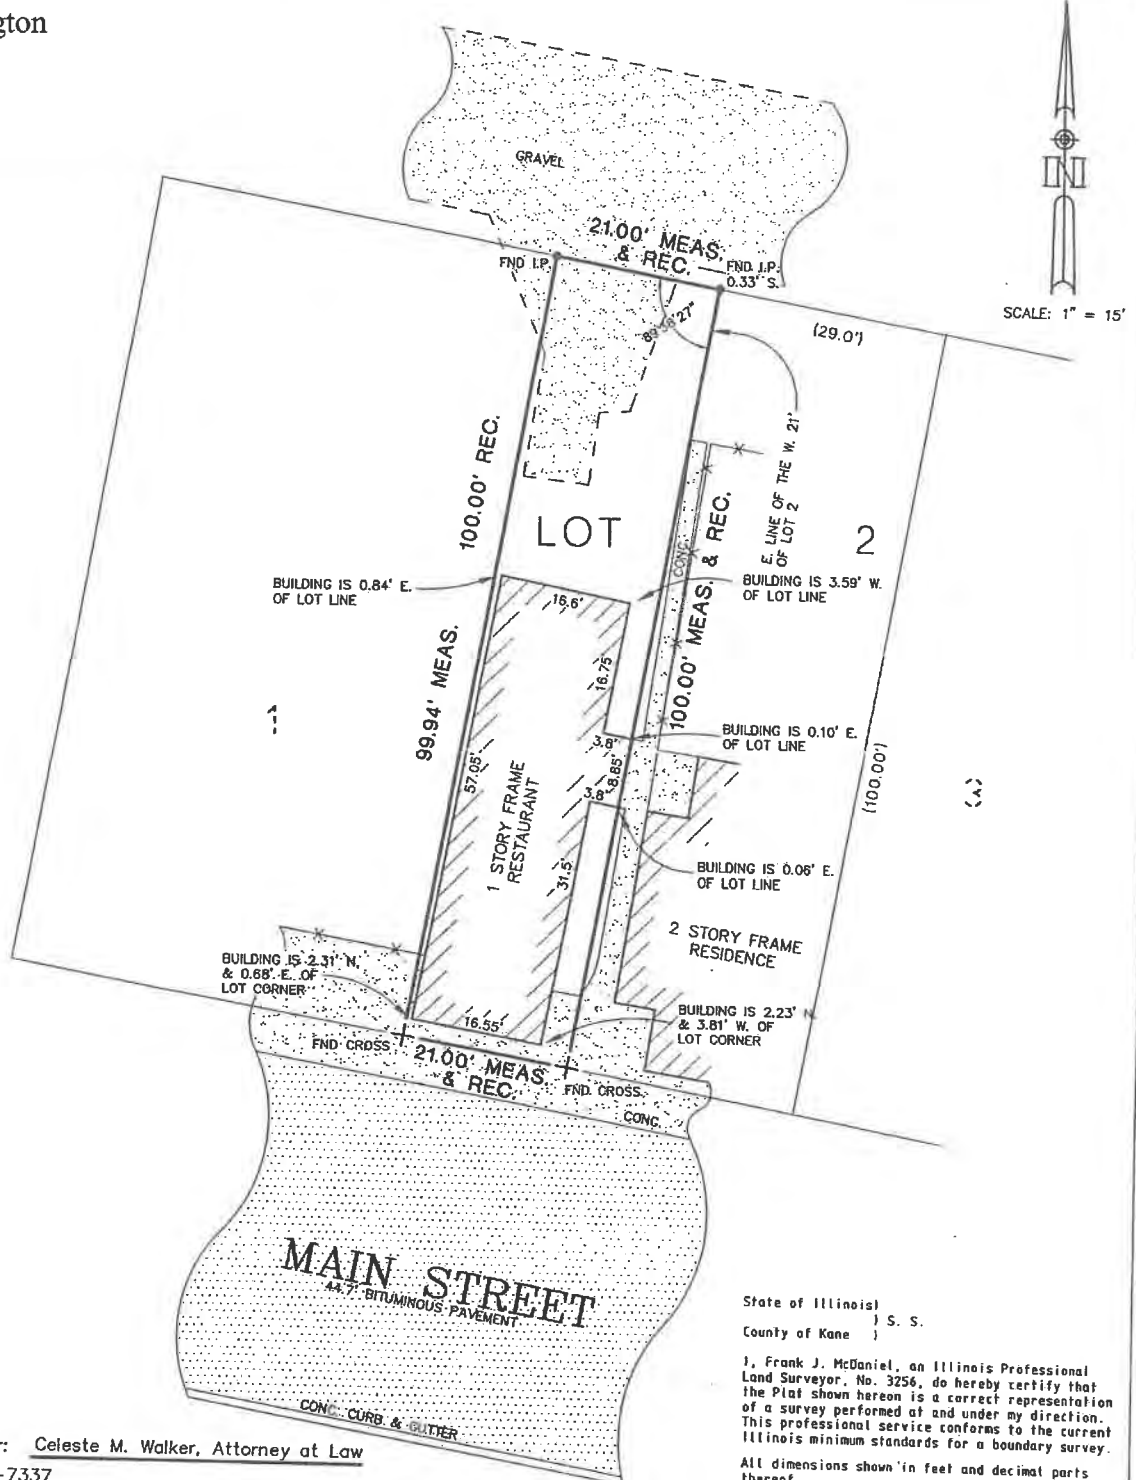 gton
GRAVEL
N
SCALE: 1" = 15'
21.00' MEAS.
& REC.
FND I.P.
FND I.P.
0.33' S.
89°38'27"
(29.0')
100.00' REC.
E. LINE OF THE W. 21'
OF LOT 2
LOT
2
CONC.
100.00' MEAS. & REC.
BUILDING IS 0.84' E.
OF LOT LINE
16.6'
BUILDING IS 3.59' W.
OF LOT LINE
99.94' MEAS.
16.75'
1
BUILDING IS 0.10' E.
OF LOT LINE
3.8'
8.85'
3.8'
57.05'
1 STORY FRAME
RESTAURANT
(100.00')
3
31.5'
BUILDING IS 0.06' E.
OF LOT LINE
2 STORY FRAME
RESIDENCE
BUILDING IS 2.31' N.
& 0.68' E. OF
LOT CORNER
16.55'
BUILDING IS 2.23'
& 3.81' W. OF
LOT CORNER
N
FND CROSS
21.00' MEAS.
& REC.
FND CROSS
CONC.
MAIN STREET
44.7' BITUMINOUS PAVEMENT
CONC. CURB & GUTTER
State of Illinois)
) S. S.
County of Kane )
I, Frank J. McDaniel, an Illinois Professional
Land Surveyor, No. 3256, do hereby certify that
the Plat shown hereon is a correct representation
of a survey performed at and under my direction.
This professional service conforms to the current
Illinois minimum standards for a boundary survey.
All dimensions shown in feet and decimal parts
thereof
r: Celeste M. Walker, Attorney at Law
-7337